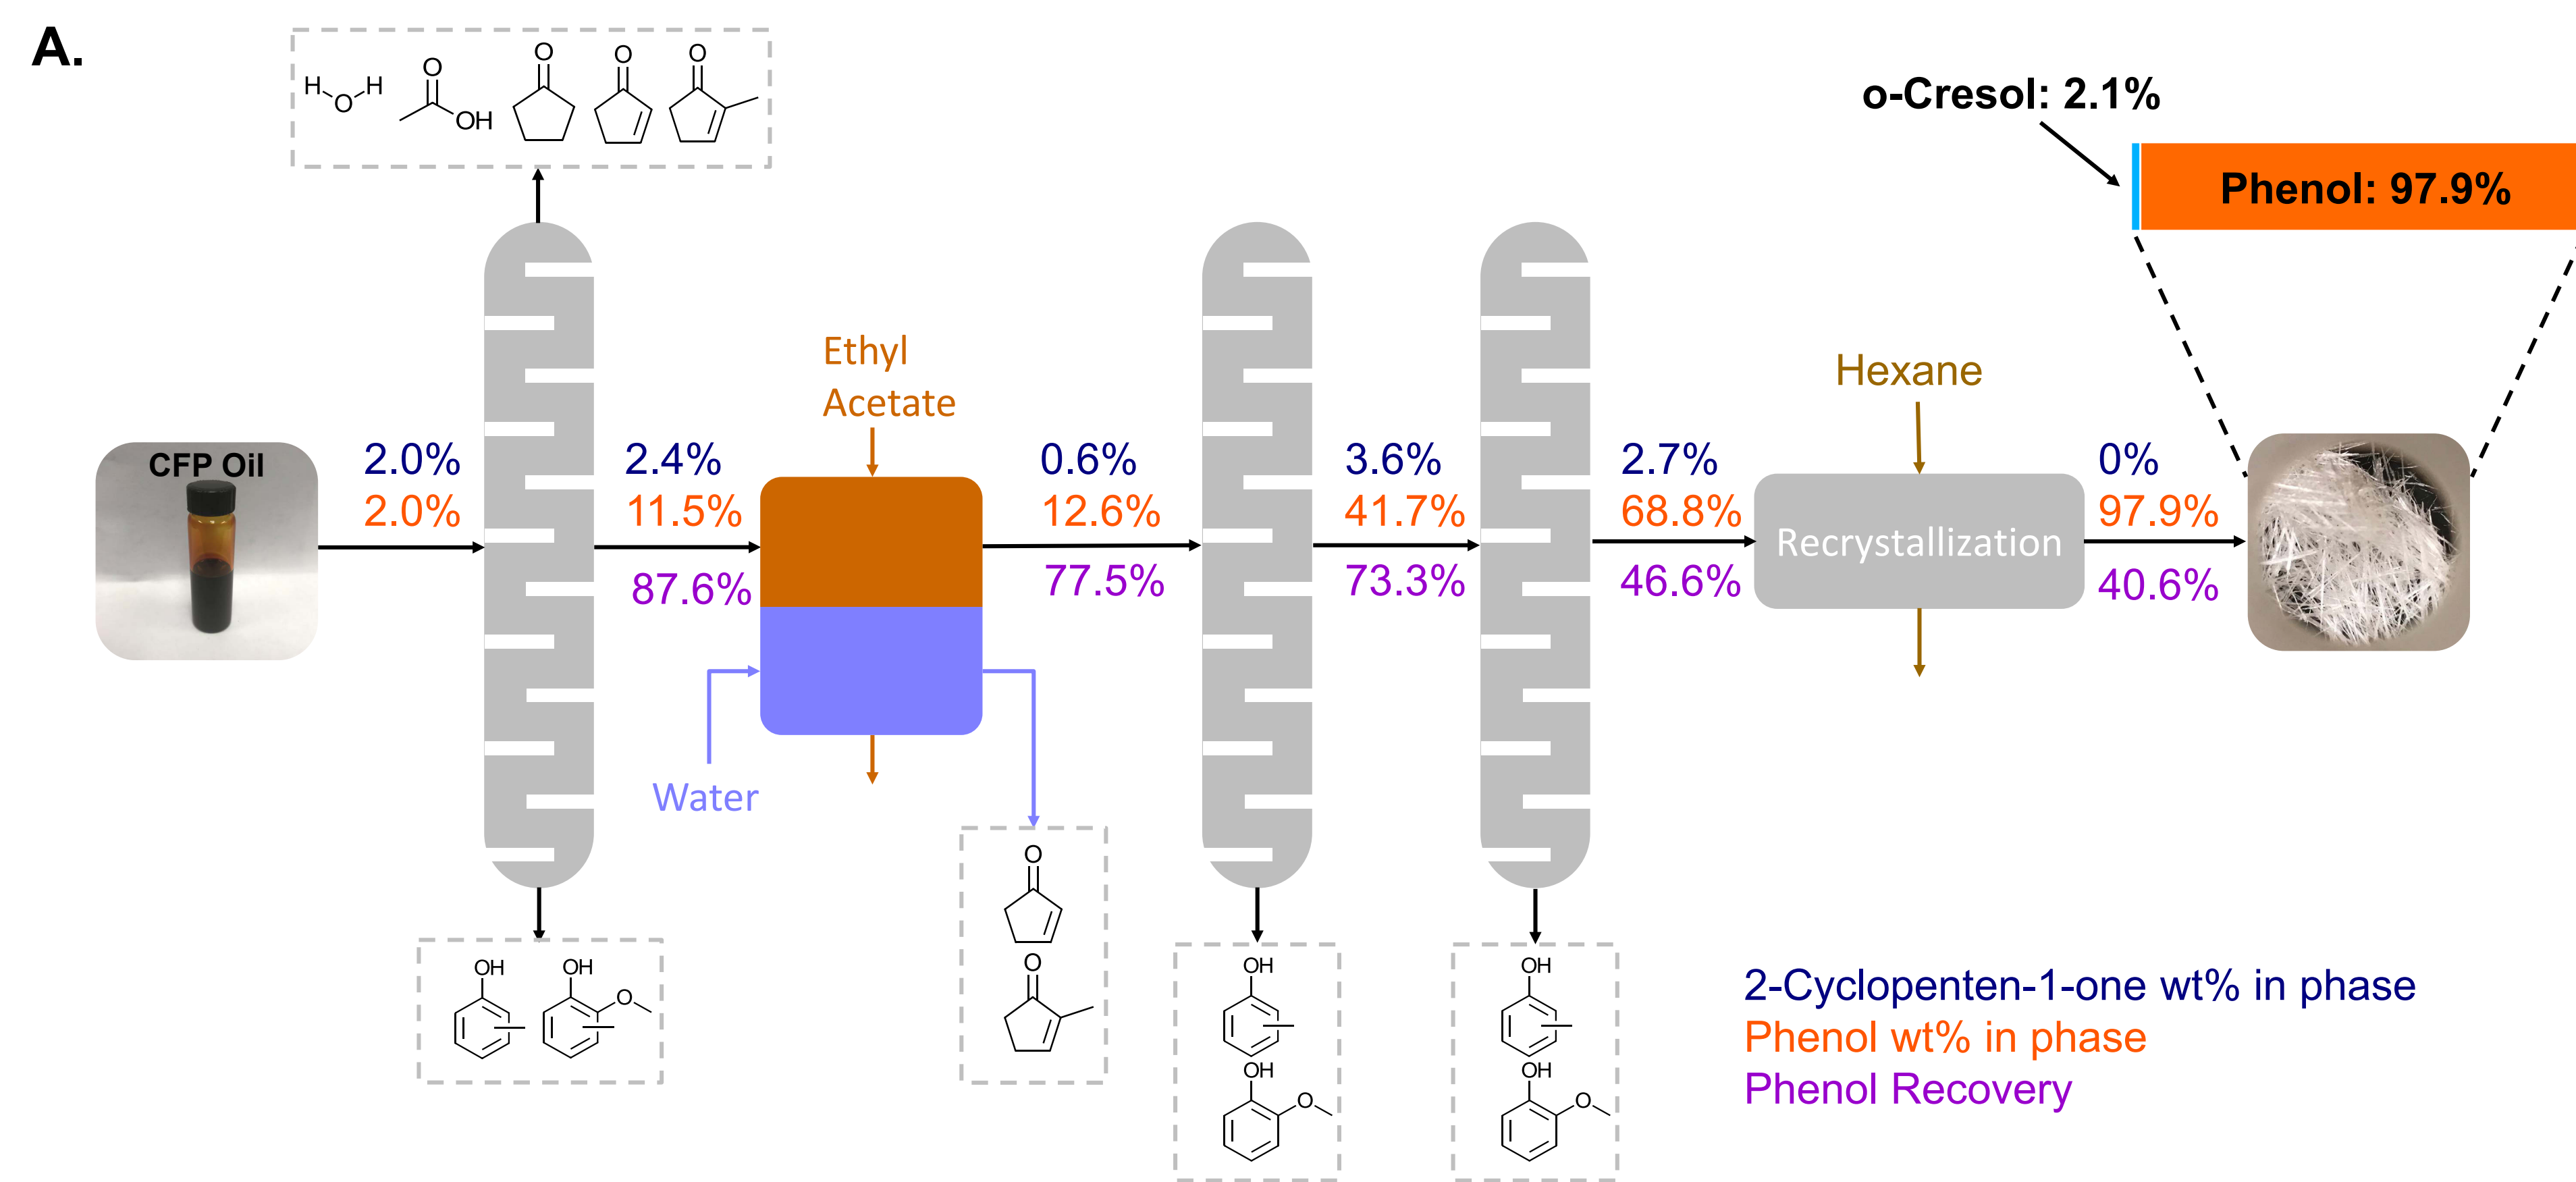 A.
H
O
H
O
OH
O
O
O
o-Cresol: 2.1%
Phenol: 97.9%
Ethyl
Acetate
Hexane
CFP Oil
2.0%
2.0%
2.4%
11.5%
87.6%
0.6%
12.6%
77.5%
3.6%
41.7%
73.3%
2.7%
68.8%
46.6%
Recrystallization
0%
97.9%
40.6%
Water
O
O
OH
OH
O
OH
OH
O
OH
OH
O
2-Cyclopenten-1-one wt% in phase
Phenol wt% in phase
Phenol Recovery